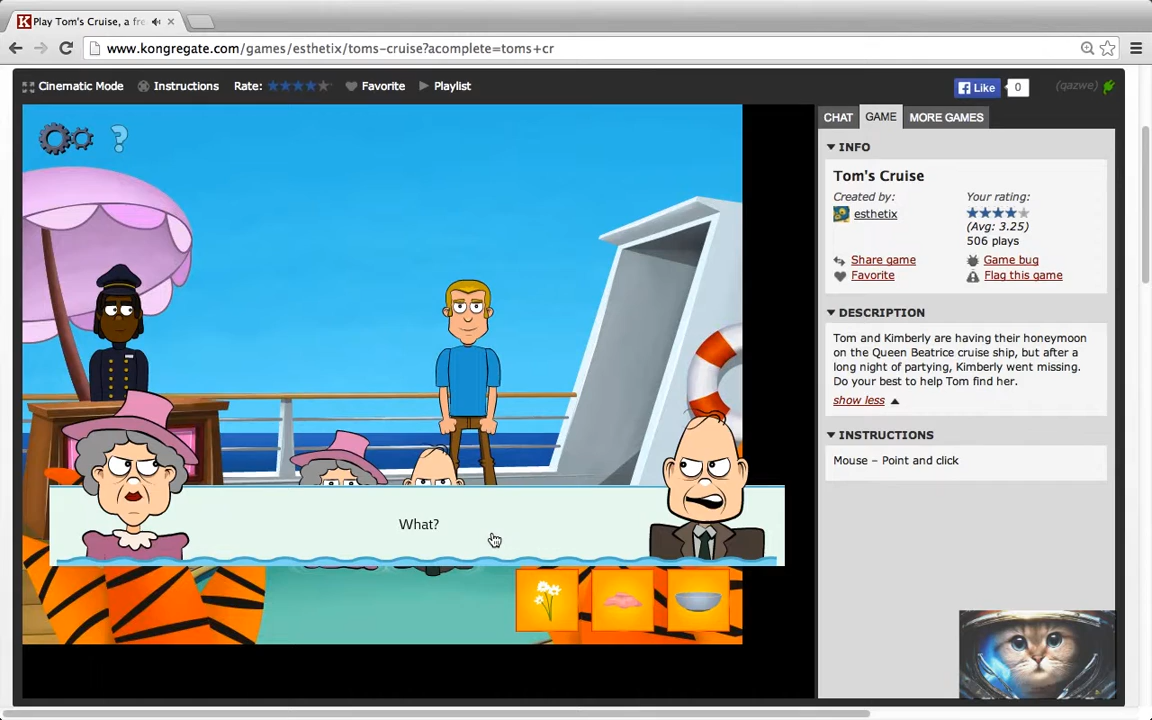 Play Tom's Cruise, a fre
www.kongregate.com/games/esthetix/toms-cruise?acomplete=toms+cr
Cinematic Mode Instructions Rate: Favorite Playlist
Like 0 (qazwe)
CHAT GAME MORE GAMES
INFO
Tom's Cruise
Created by: Your rating:
esthetix
(Avg: 3.25)
506 plays
Share game Game bug
Favorite Flag this game
DESCRIPTION
Tom and Kimberly are having their honeymoon
on the Queen Beatrice cruise ship, but after a
long night of partying, Kimberly went missing.
Do your best to help Tom find her.
show less
INSTRUCTIONS
Mouse – Point and click
?
What?